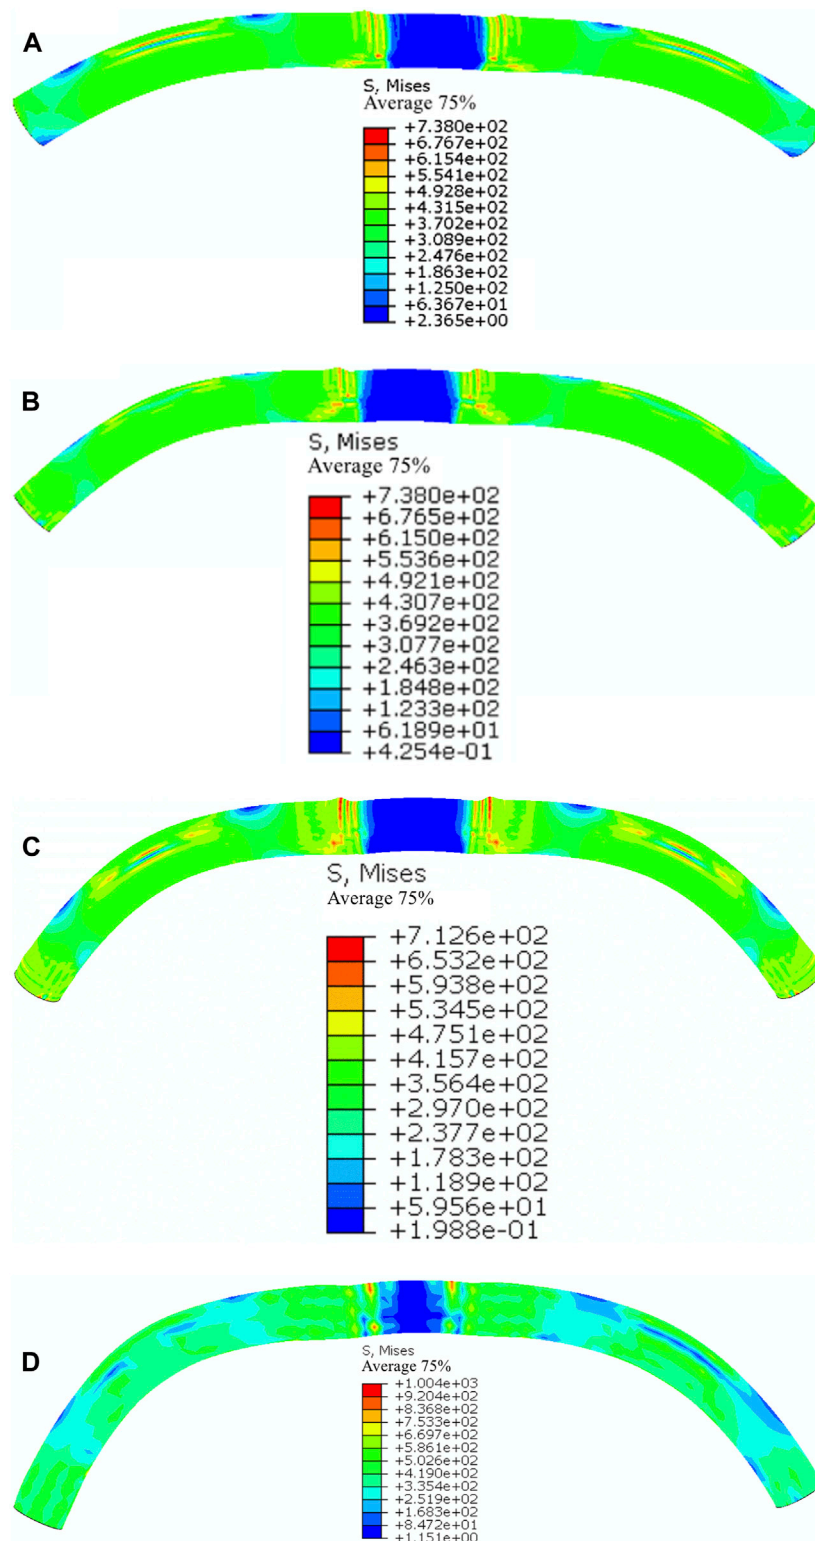 A
S, Mises
Average 75%
+7.380e+02
+6.767e+02
+6.154e+02
+5.541e+02
+4.928e+02
+4.315e+02
+3.702e+02
+3.089e+02
+2.476e+02
+1.863e+02
+1.250e+02
+6.367e+01
+2.365e+00
B
S, Mises
Average 75%
+7.380e+02
+6.765e+02
+6.150e+02
+5.536e+02
+4.921e+02
+4.307e+02
+3.692e+02
+3.077e+02
+2.463e+02
+1.848e+02
+1.233e+02
+6.189e+01
+4.254e-01
C
S, Mises
Average 75%
+7.126e+02
+6.532e+02
+5.938e+02
+5.345e+02
+4.751e+02
+4.157e+02
+3.564e+02
+2.970e+02
+2.377e+02
+1.783e+02
+1.189e+02
+5.956e+01
+1.988e-01
D
S, Mises
Average 75%
+1.004e+03
+9.204e+02
+8.368e+02
+7.533e+02
+6.697e+02
+5.861e+02
+5.026e+02
+4.190e+02
+3.354e+02
+2.519e+02
+1.683e+02
+8.472e+01
+1.151e+00